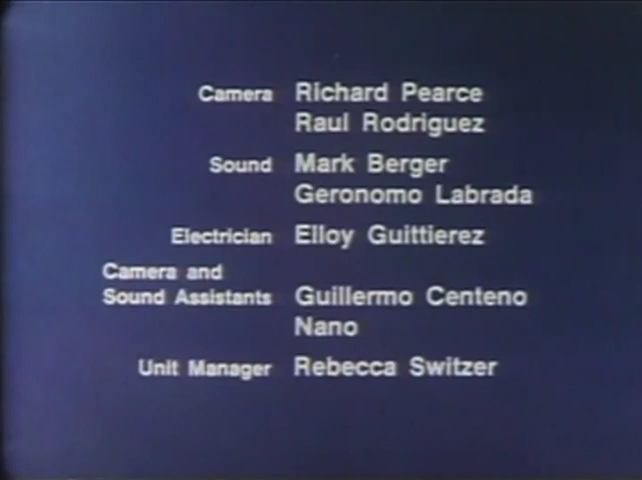 Camera Richard Pearce
Raul Rodriguez
Sound Mark Berger
Geronomo Labrada
Electrician Elloy Guittierez
Camera and
Sound Assistants Guillermo Centeno
Nano
Unit Manager Rebecca Switzer